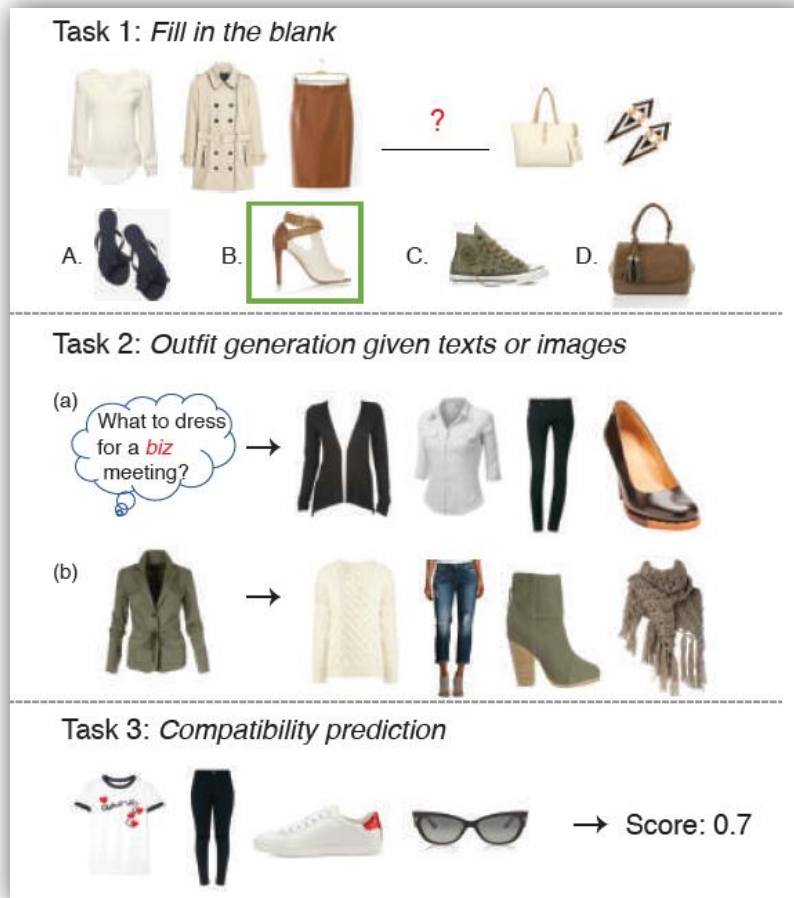 Task 1: Fill in the blank
?
A.
B.
C.
D.
Task 2: Outfit generation given texts or images
(a)
What to dress
for a biz
meeting?
(b)
Task 3: Compatibility prediction
→ Score: 0.7